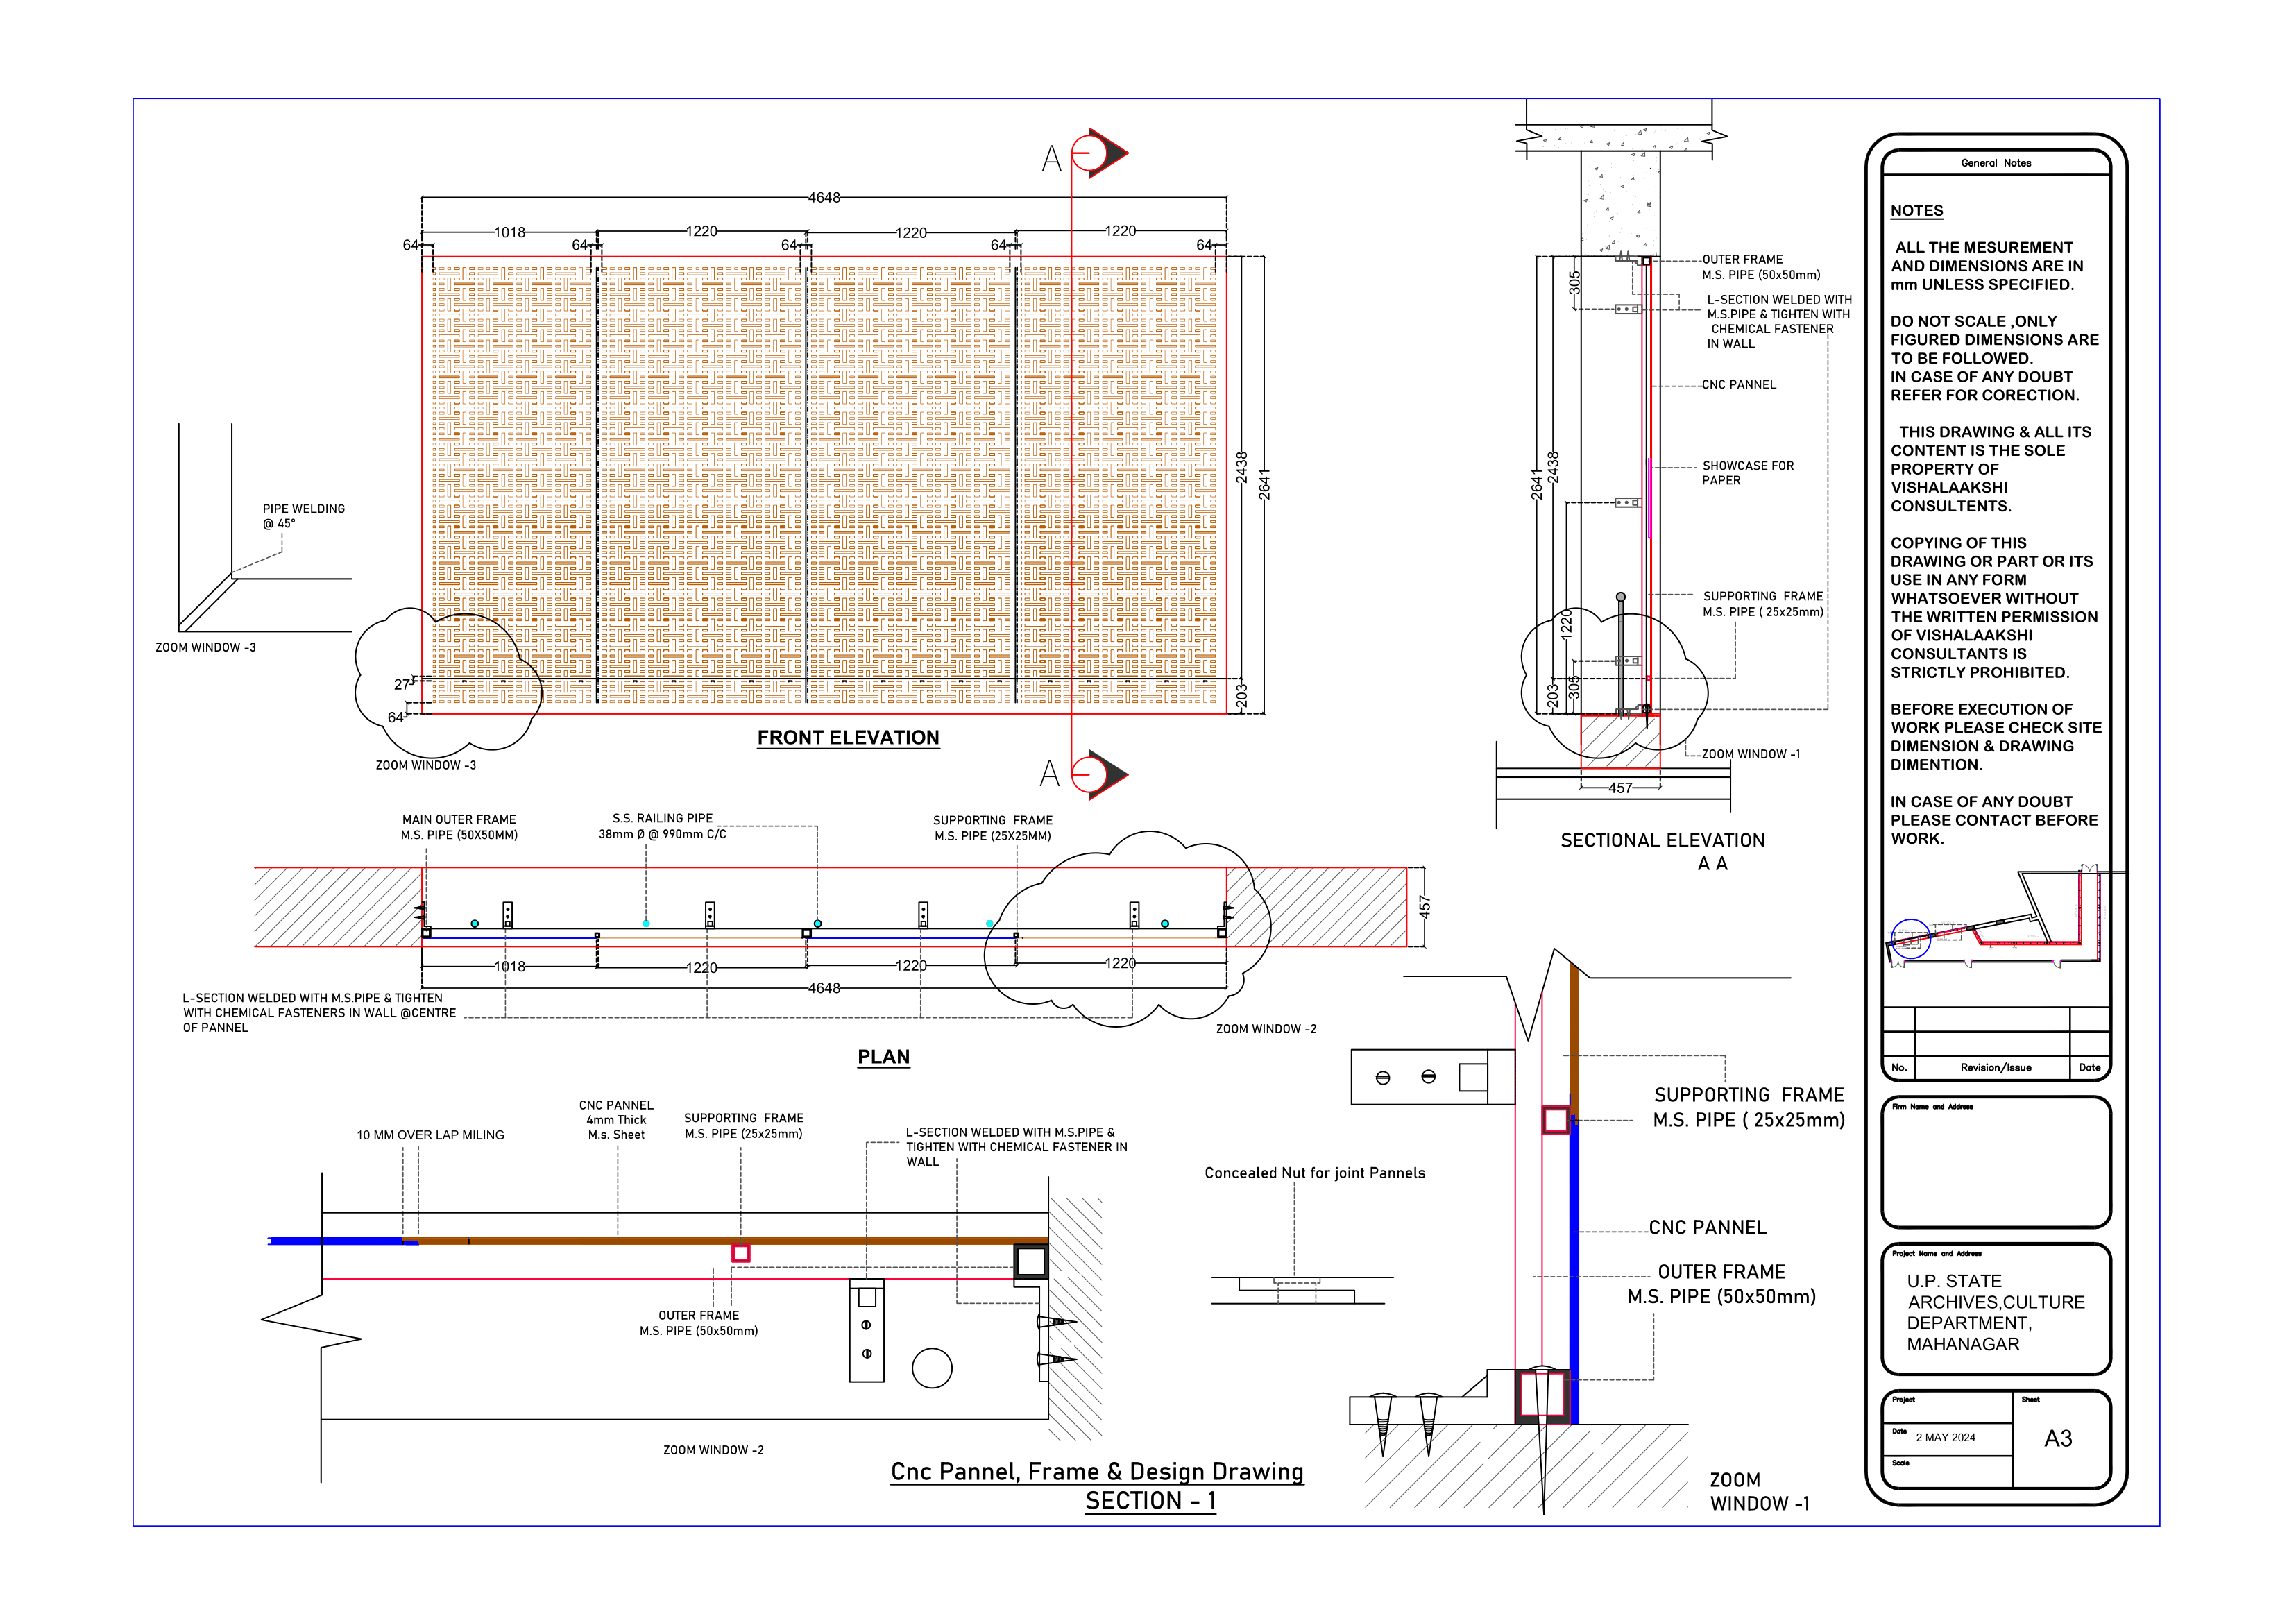 A
4648
1018
1220
1220
1220
64
64
64
64
64
2438
2641
203
27
64
FRONT ELEVATION
A
ZOOM WINDOW -3
PIPE WELDING
@ 45°
ZOOM WINDOW -3
OUTER FRAME
M.S. PIPE (50x50mm)
L-SECTION WELDED WITH
M.S.PIPE & TIGHTEN WITH
CHEMICAL FASTENER
IN WALL
CNC PANNEL
SHOWCASE FOR
PAPER
SUPPORTING FRAME
M.S. PIPE ( 25x25mm)
ZOOM WINDOW -1
305
2641
2438
1220
203
305
457
SECTIONAL ELEVATION
A A
MAIN OUTER FRAME
M.S. PIPE (50X50MM)
S.S. RAILING PIPE
38mm Ø @ 990mm C/C
SUPPORTING FRAME
M.S. PIPE (25X25MM)
457
1018
1220
1220
1220
4648
L-SECTION WELDED WITH M.S.PIPE & TIGHTEN
WITH CHEMICAL FASTENERS IN WALL @CENTRE
OF PANNEL
ZOOM WINDOW -2
PLAN
10 MM OVER LAP MILING
CNC PANNEL
4mm Thick
M.s. Sheet
SUPPORTING FRAME
M.S. PIPE (25x25mm)
L-SECTION WELDED WITH M.S.PIPE &
TIGHTEN WITH CHEMICAL FASTENER IN
WALL
OUTER FRAME
M.S. PIPE (50x50mm)
ZOOM WINDOW -2
Concealed Nut for joint Pannels
SUPPORTING FRAME
M.S. PIPE ( 25x25mm)
CNC PANNEL
OUTER FRAME
M.S. PIPE (50x50mm)
ZOOM
WINDOW -1
Cnc Pannel, Frame & Design Drawing
SECTION - 1
General Notes
NOTES
ALL THE MESUREMENT
AND DIMENSIONS ARE IN
mm UNLESS SPECIFIED.
DO NOT SCALE ,ONLY
FIGURED DIMENSIONS ARE
TO BE FOLLOWED.
IN CASE OF ANY DOUBT
REFER FOR CORECTION.
THIS DRAWING & ALL ITS
CONTENT IS THE SOLE
PROPERTY OF
VISHALAAKSHI
CONSULTENTS.
COPYING OF THIS
DRAWING OR PART OR ITS
USE IN ANY FORM
WHATSOEVER WITHOUT
THE WRITTEN PERMISSION
OF VISHALAAKSHI
CONSULTANTS IS
STRICTLY PROHIBITED.
BEFORE EXECUTION OF
WORK PLEASE CHECK SITE
DIMENSION & DRAWING
DIMENTION.
IN CASE OF ANY DOUBT
PLEASE CONTACT BEFORE
WORK.
No. Revision/Issue Date
Firm Name and Address
Project Name and Address
U.P. STATE
ARCHIVES,CULTURE
DEPARTMENT,
MAHANAGAR
Project
Sheet
Date 2 MAY 2024
A3
Scale